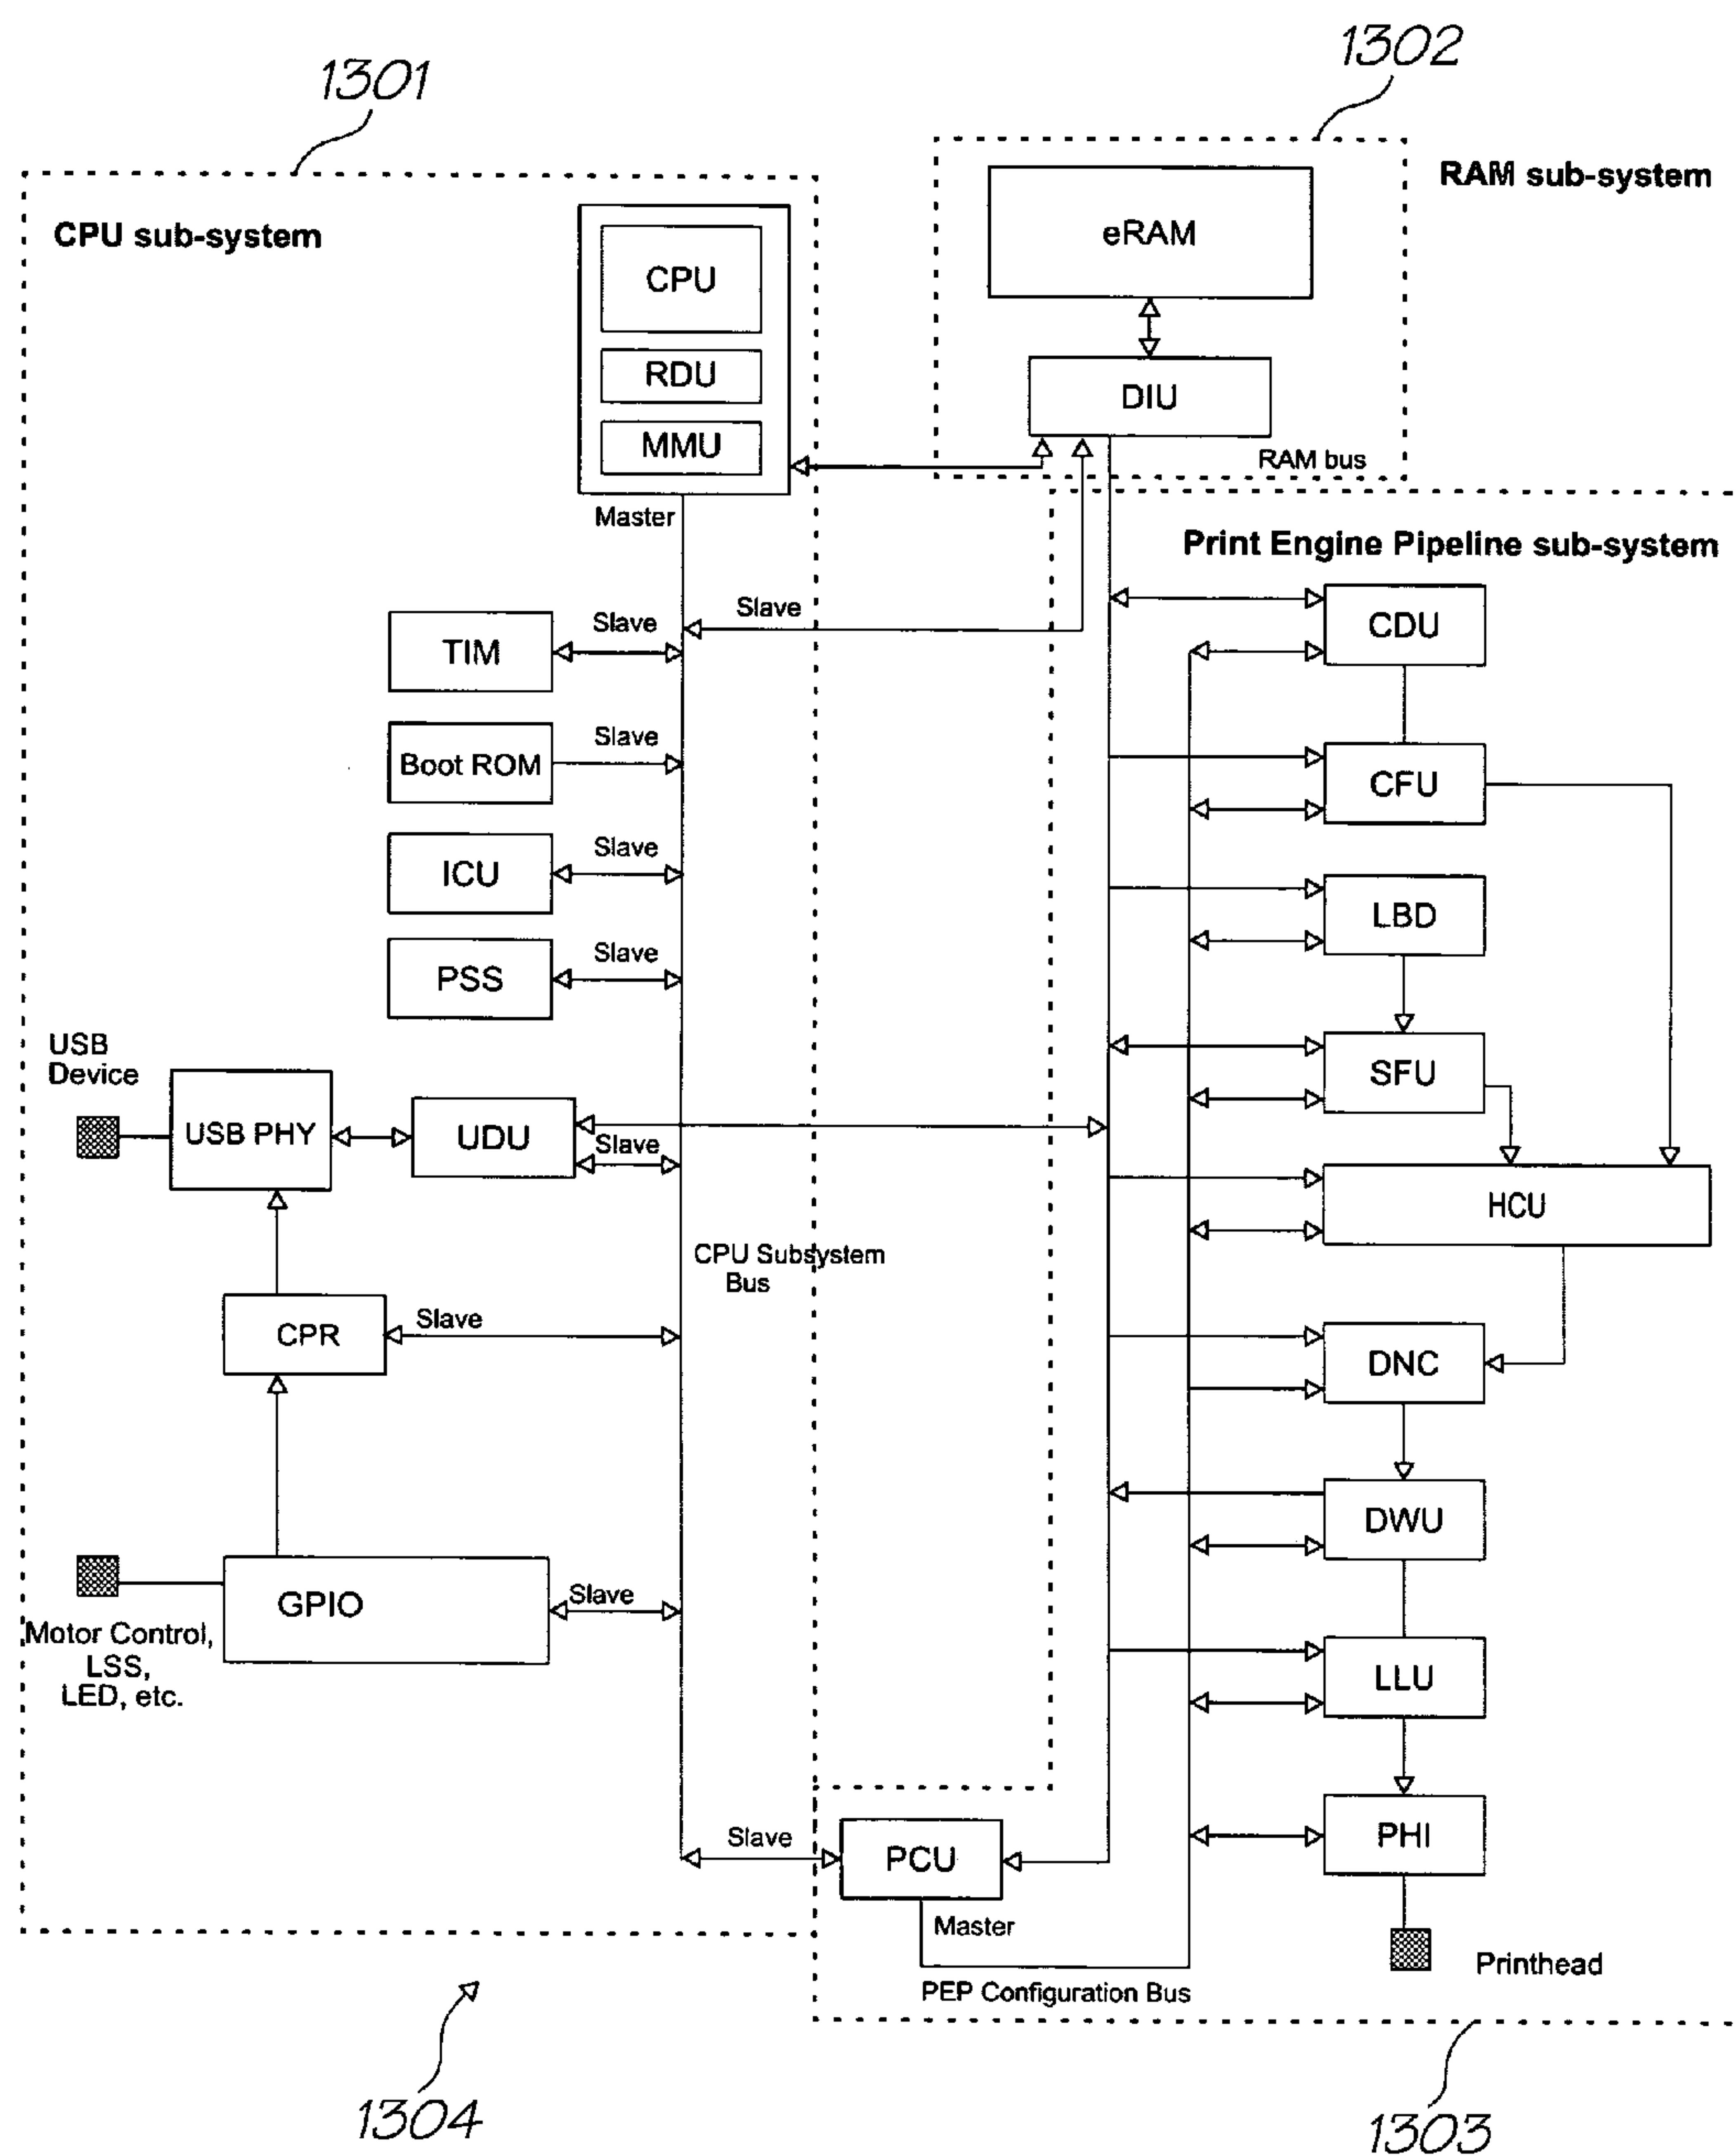 1301
1302
CPU sub-system
RAM sub-system
CPU
RDU
MMU
Master
eRAM
DIU
RAM bus
Print Engine Pipeline sub-system
Slave
TIM
Slave
Boot ROM
Slave
ICU
Slave
PSS
Slave
USB
Device
USB PHY
UDU
Slave
CPU Subsystem
Bus
CPR
Slave
GPIO
Slave
Motor Control,
LSS,
LED, etc.
CDU
CFU
LBD
SFU
HCU
DNC
DWU
LLU
PHI
Slave
PCU
Master
PEP Configuration Bus
Printhead
1304
1303